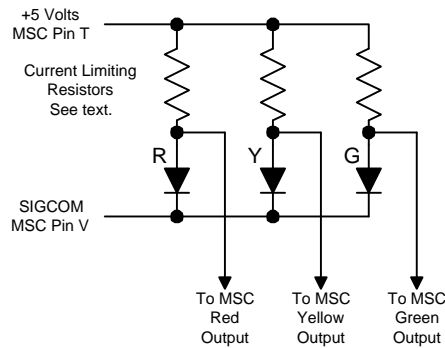 +5 Volts
MSC Pin T
Current Limiting
Resistors
See text.
R
Y
G
SIGCOM
MSC Pin V
To MSC
Red
Output
To MSC
Yellow
Output
To MSC
Green
Output